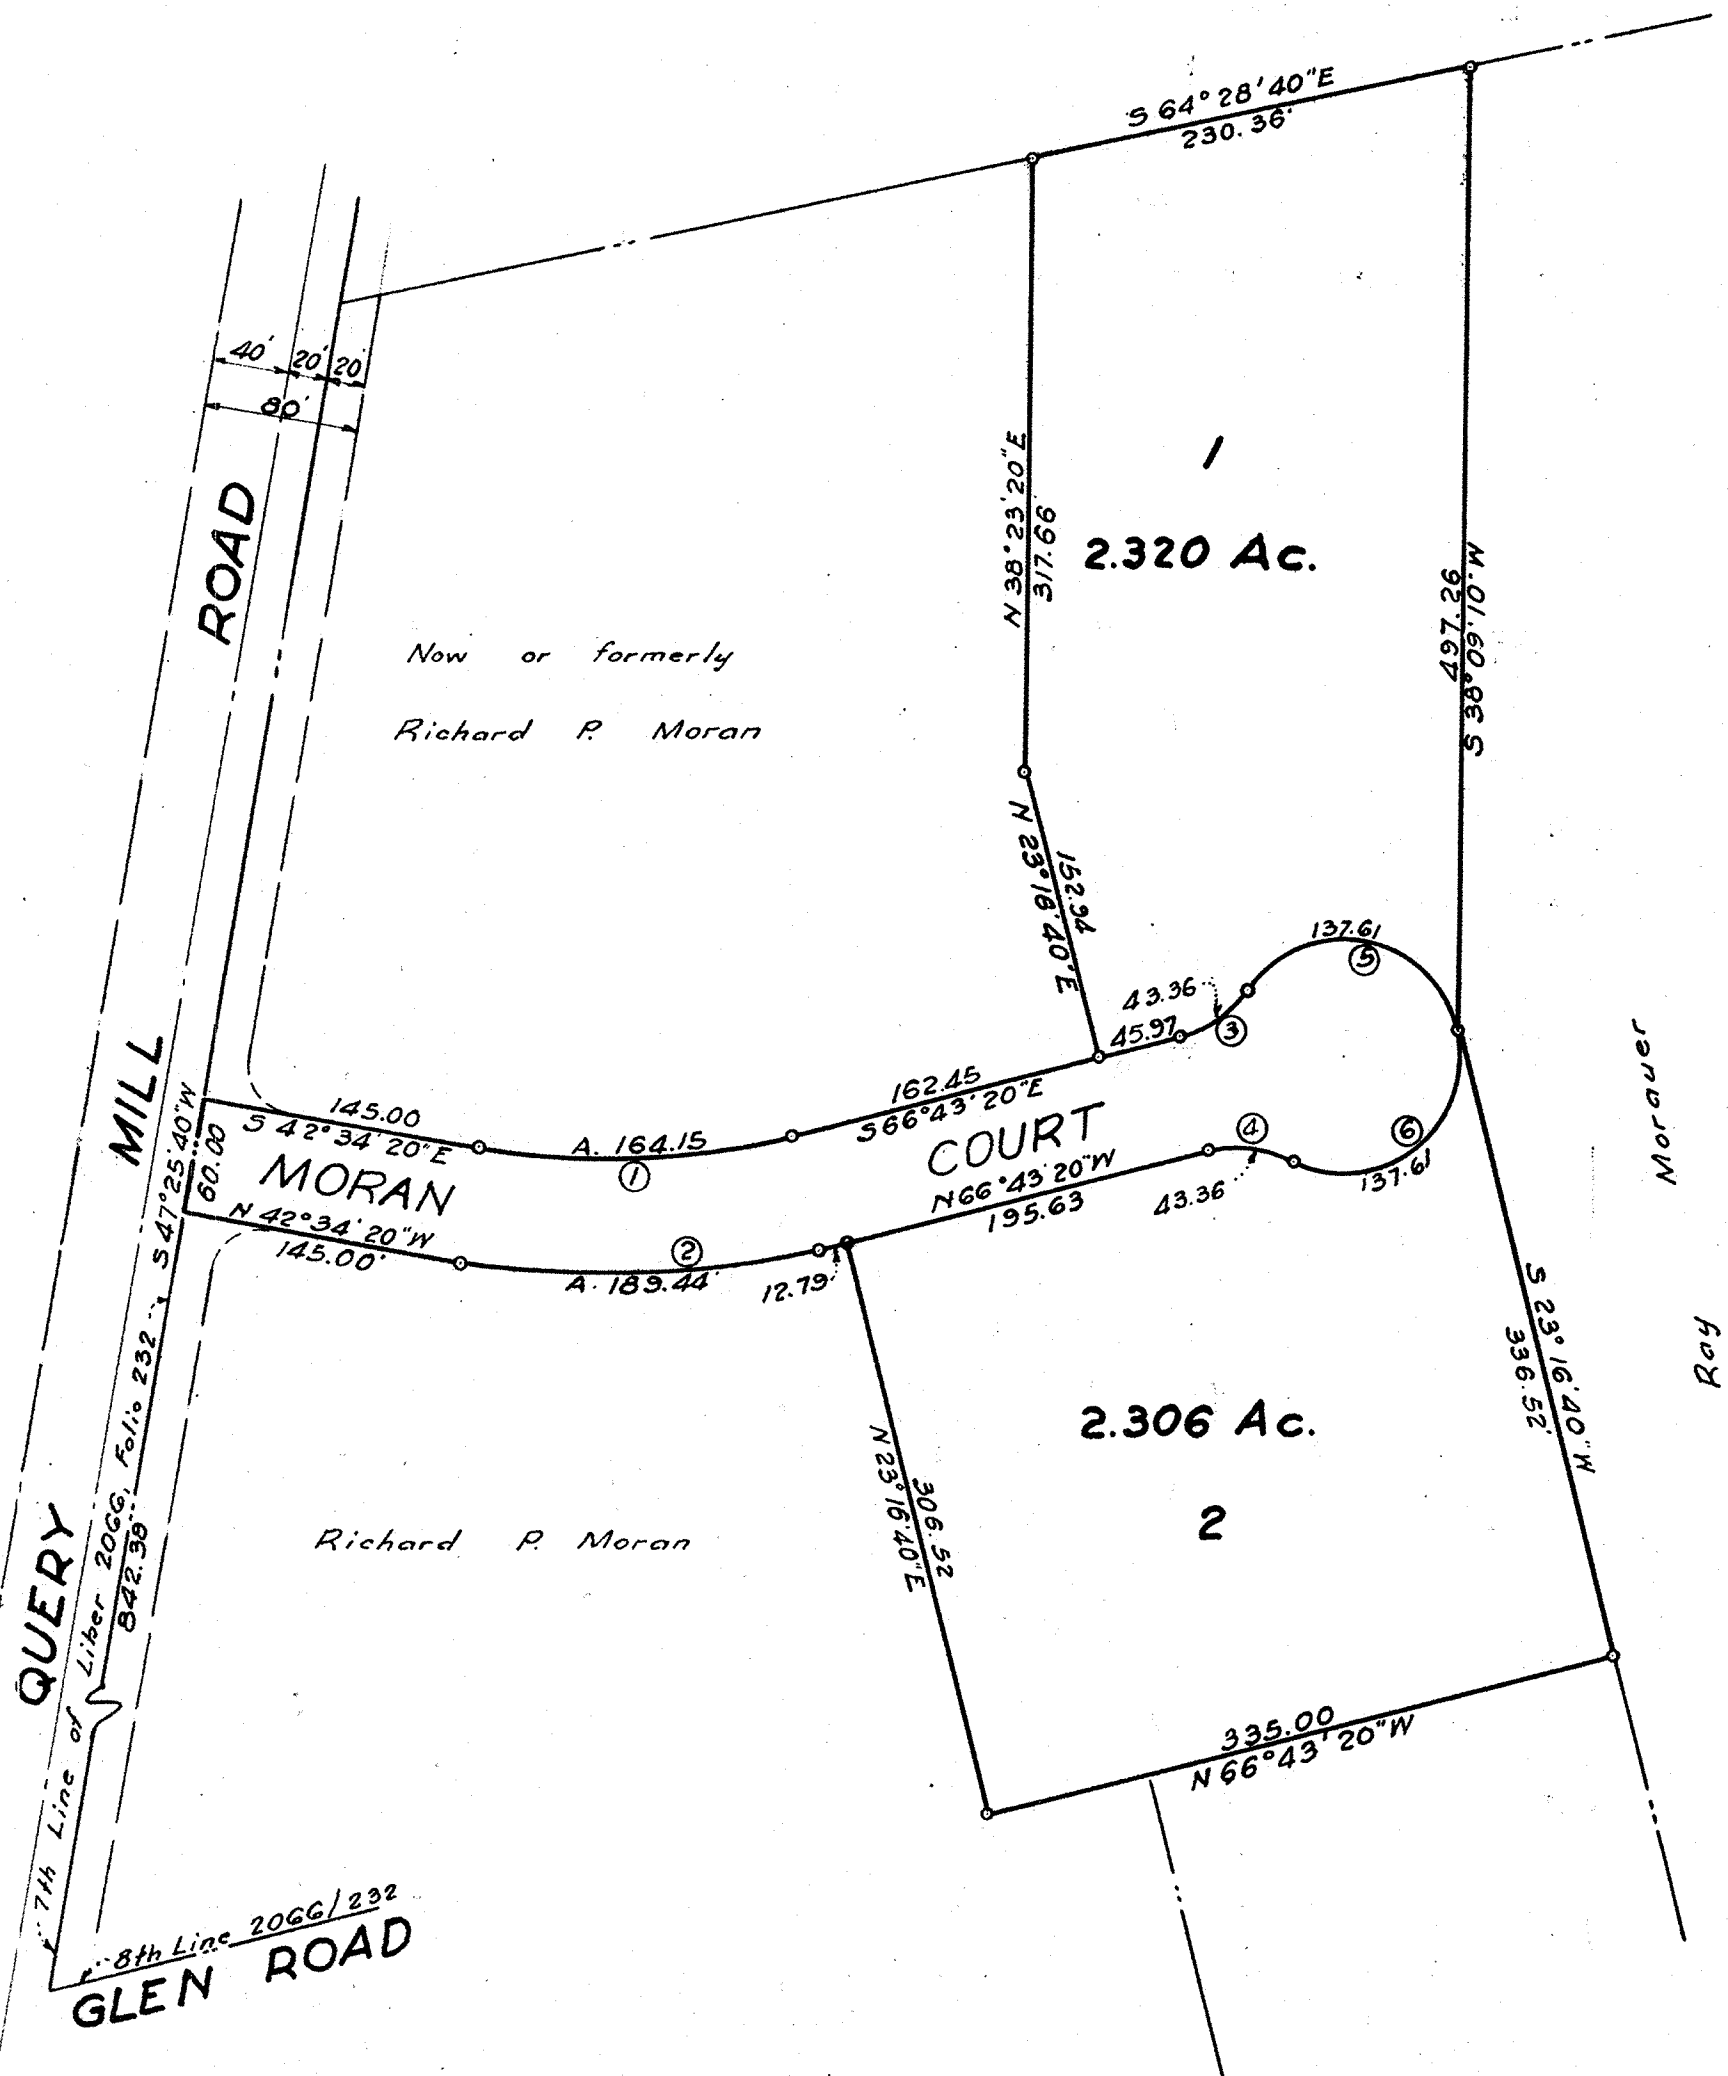 S 64° 28' 40" E
230.36'
40'
20'
20'
80'
ROAD
N 38° 23' 20" E
317.66
1
2.320 Ac.
497.26
S 38° 09' 10" W.
Now or formerly
Richard P. Moran
N 23° 16' 40" E
152.94
137.61
5
43.36
3
45.97
MILL
162.45
S 66° 43' 20" E
COURT
145.00
S 42° 34' 20" E
A. 164.15
1
S 47° 25' 40" W
60.00
MORAN
N 42° 34' 20" W
145.00'
2
A. 189.44'
12.79
N 66° 43' 20" W
195.63
4
43.36
6
137.61
Morauer
Ray
S 23° 16' 40" W
336.52'
N 23° 16' 40" E
306.52
2.306 Ac.
2
Richard P. Moran
QUERY
7th Line of Liber 2066, Folio 232
842.38'
335.00
N 66° 43' 20" W
8th Line 2066/232
GLEN ROAD